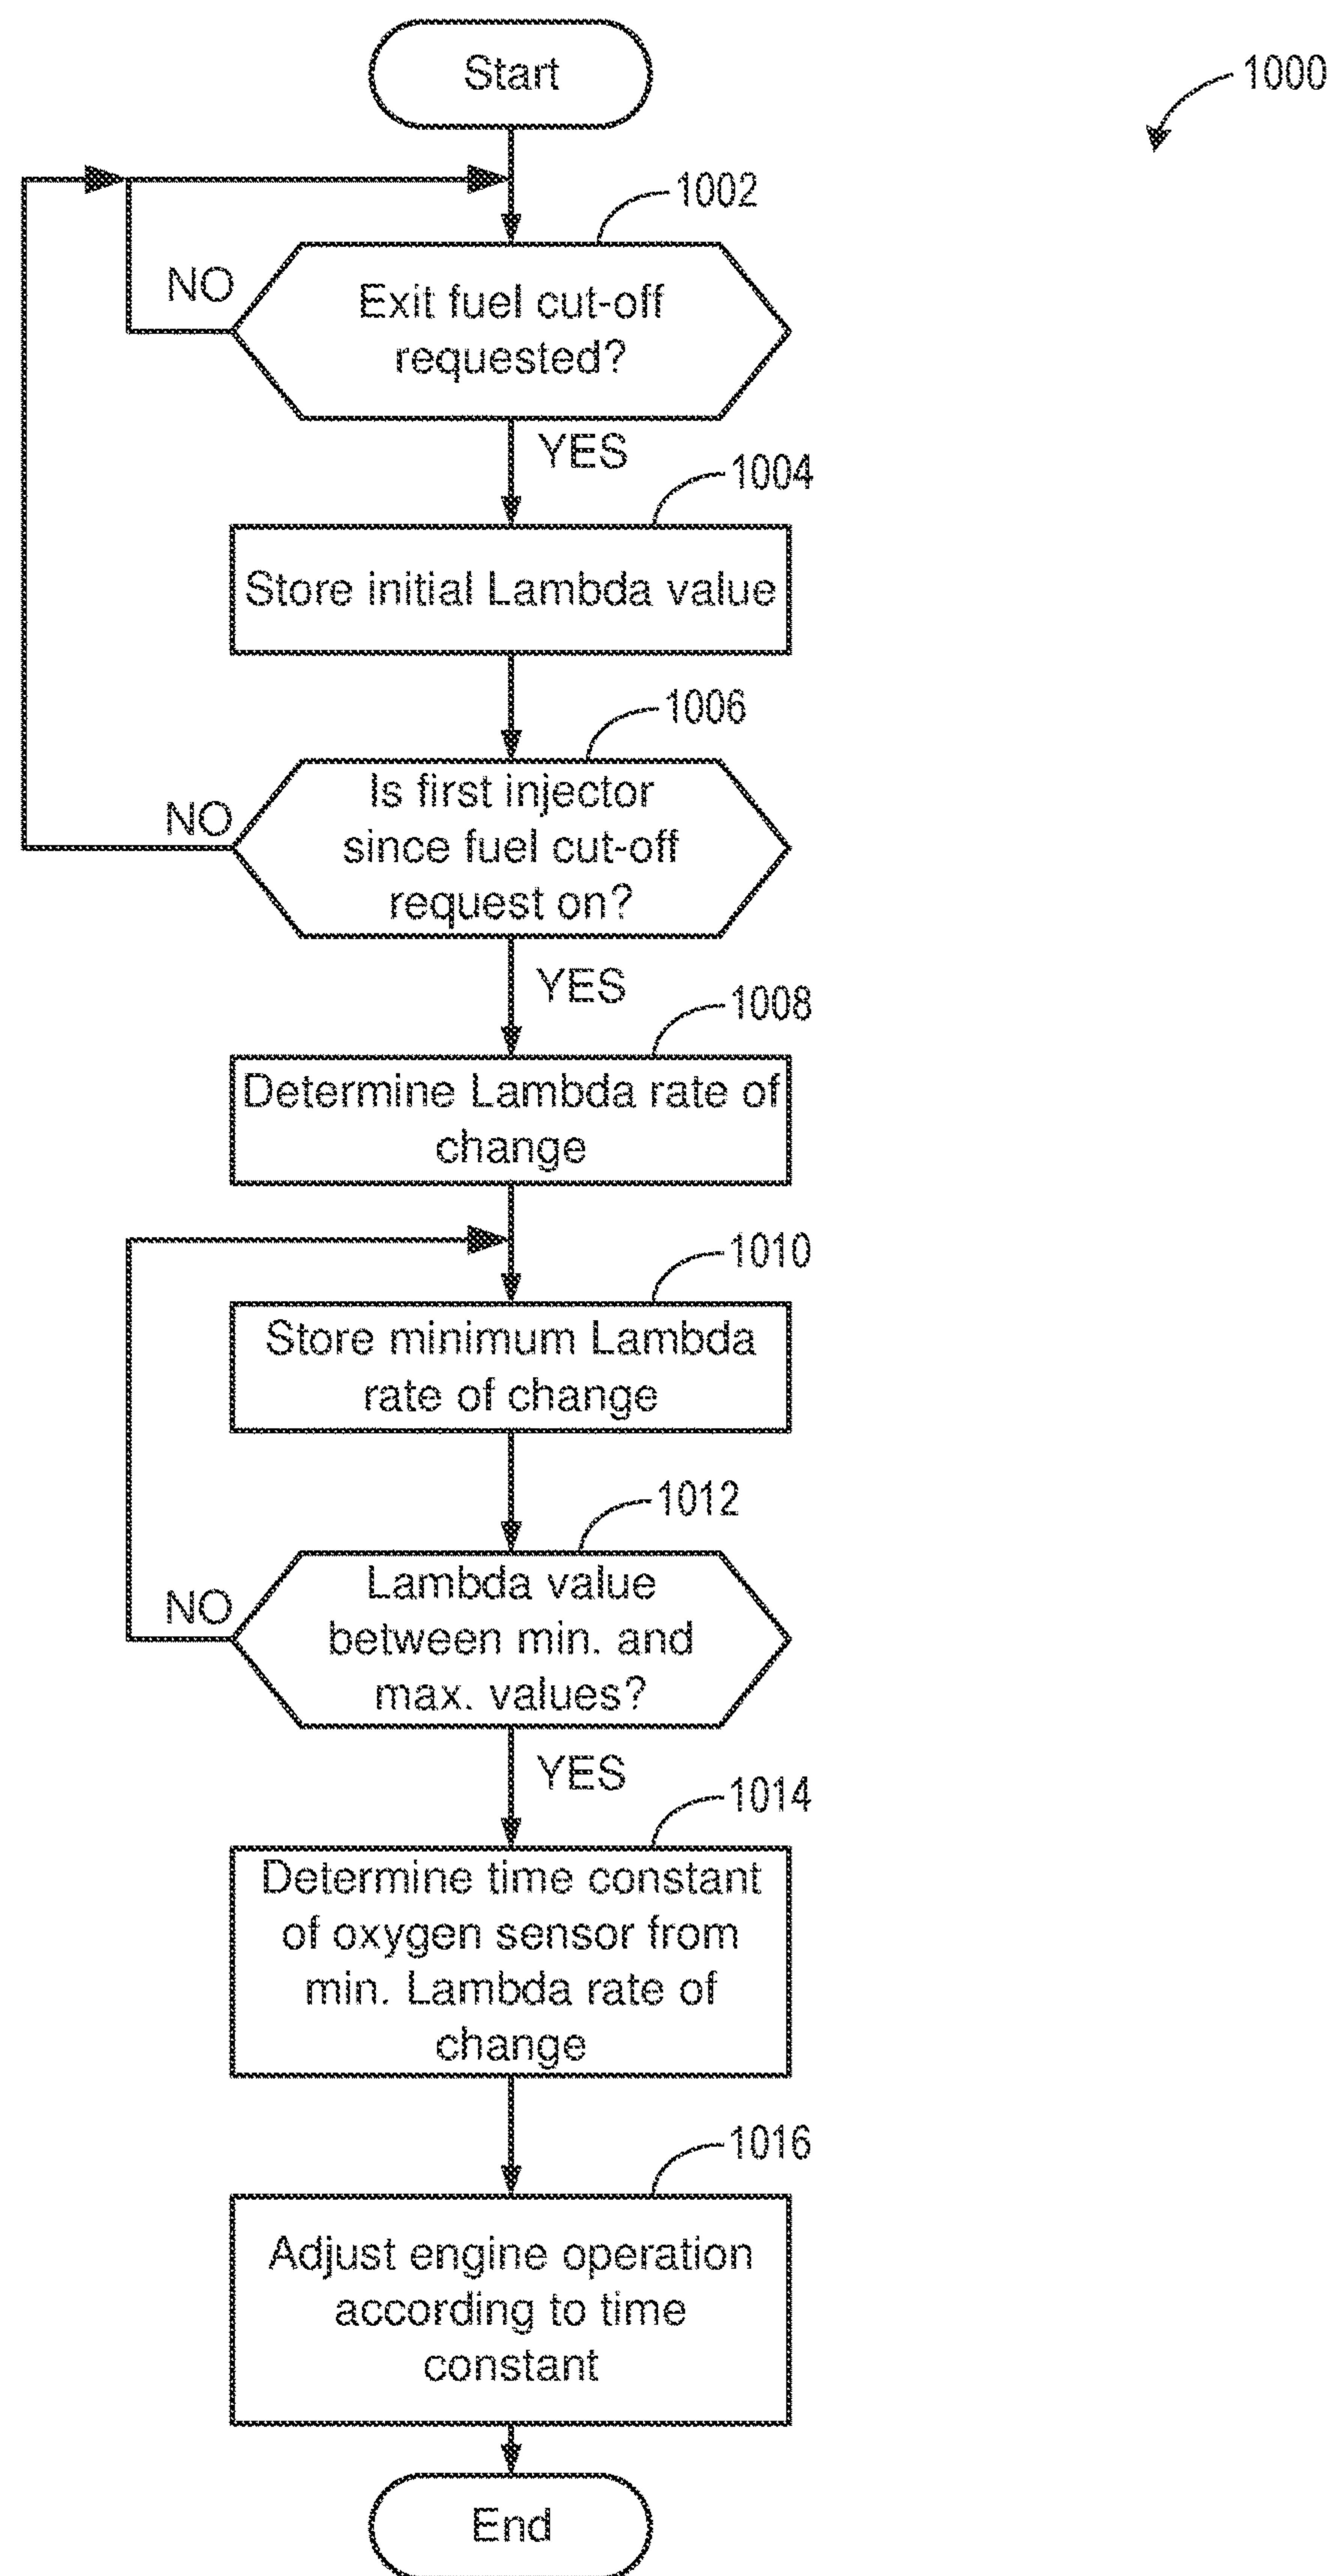 Start
1000
1002
NO
Exit fuel cut-off
requested?
YES
1004
Store initial Lambda value
1006
NO
Is first injector
since fuel cut-off
request on?
YES
1008
Determine Lambda rate of
change
1010
Store minimum Lambda
rate of change
1012
NO
Lambda value
between min. and
max. values?
YES
1014
Determine time constant
of oxygen sensor from
min. Lambda rate of
change
1016
Adjust engine operation
according to time
constant
End